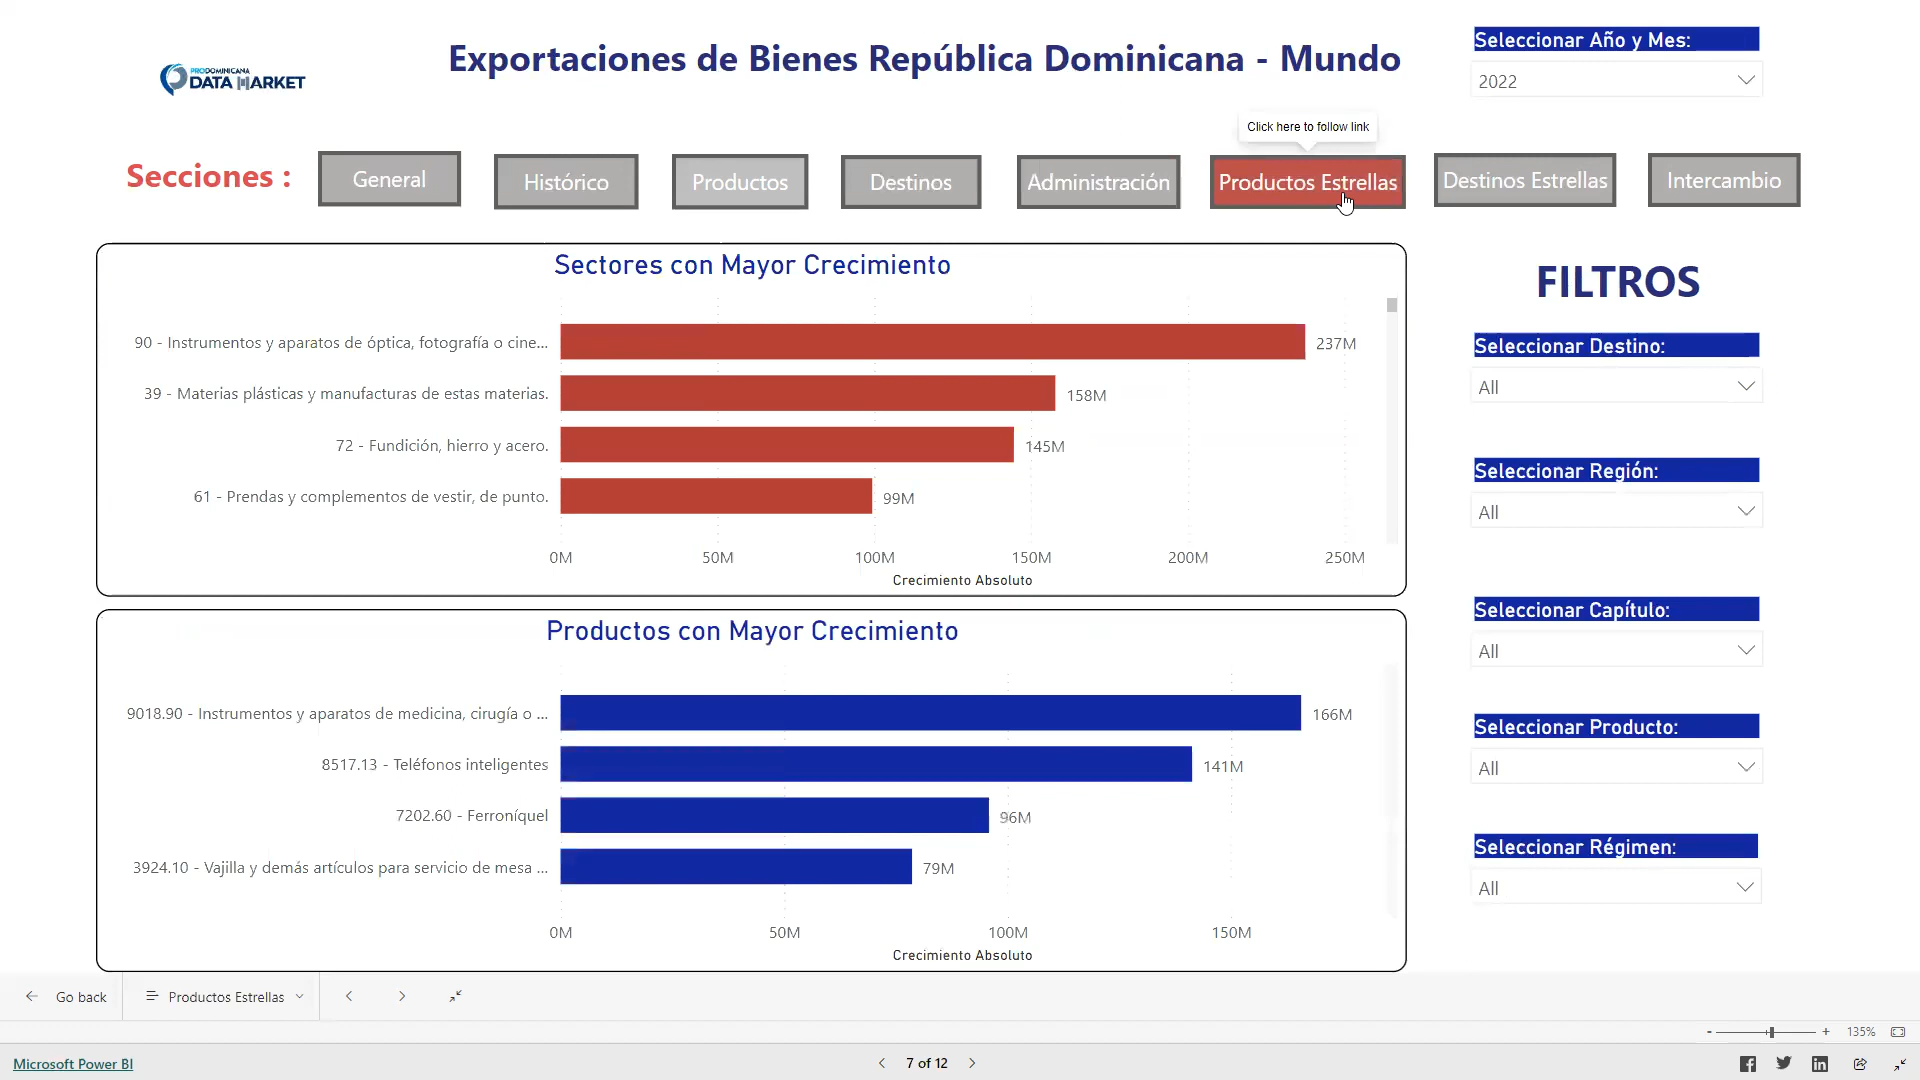 PRODOMINICANA
DATA MARKET
Exportaciones de Bienes República Dominicana - Mundo
Seleccionar Año y Mes:
2022
Click here to follow link
Secciones :
General
Histórico
Productos
Destinos
Administración
Productos Estrellas
Destinos Estrellas
Intercambio
Sectores con Mayor Crecimiento
90 - Instrumentos y aparatos de óptica, fotografía o cine...
237M
39 - Materias plásticas y manufacturas de estas materias.
158M
72 - Fundición, hierro y acero.
145M
61 - Prendas y complementos de vestir, de punto.
99M
0M 50M 100M 150M 200M 250M
Crecimiento Absoluto
Productos con Mayor Crecimiento
9018.90 - Instrumentos y aparatos de medicina, cirugía o ...
166M
8517.13 - Teléfonos inteligentes
141M
7202.60 - Ferroníquel
96M
3924.10 - Vajilla y demás artículos para servicio de mesa ...
79M
0M 50M 100M 150M
Crecimiento Absoluto
FILTROS
Seleccionar Destino:
All
Seleccionar Región:
All
Seleccionar Capítulo:
All
Seleccionar Producto:
All
Seleccionar Régimen:
All
Go back
Productos Estrellas
- + 135%
Microsoft Power BI
7 of 12